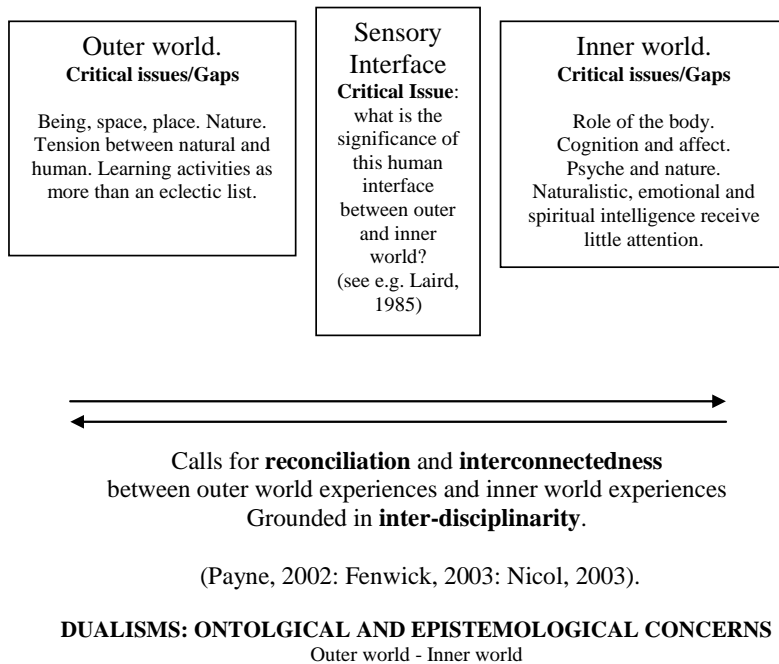 Outer world.
Critical issues/Gaps
Being, space, place. Nature.
Tension between natural and
human. Learning activities as
more than an eclectic list.
Sensory
Interface
Critical Issue:
what is the
significance of
this human
interface
between outer
and inner
world?
(see e.g. Laird,
1985)
Inner world.
Critical issues/Gaps
Role of the body.
Cognition and affect.
Psyche and nature.
Naturalistic, emotional and
spiritual intelligence receive
little attention.
Calls for reconciliation and interconnectedness
between outer world experiences and inner world experiences
Grounded in inter-disciplinarity.
(Payne, 2002: Fenwick, 2003: Nicol, 2003).
DUALISMS: ONTOLGICAL AND EPISTEMOLOGICAL CONCERNS
Outer world - Inner world